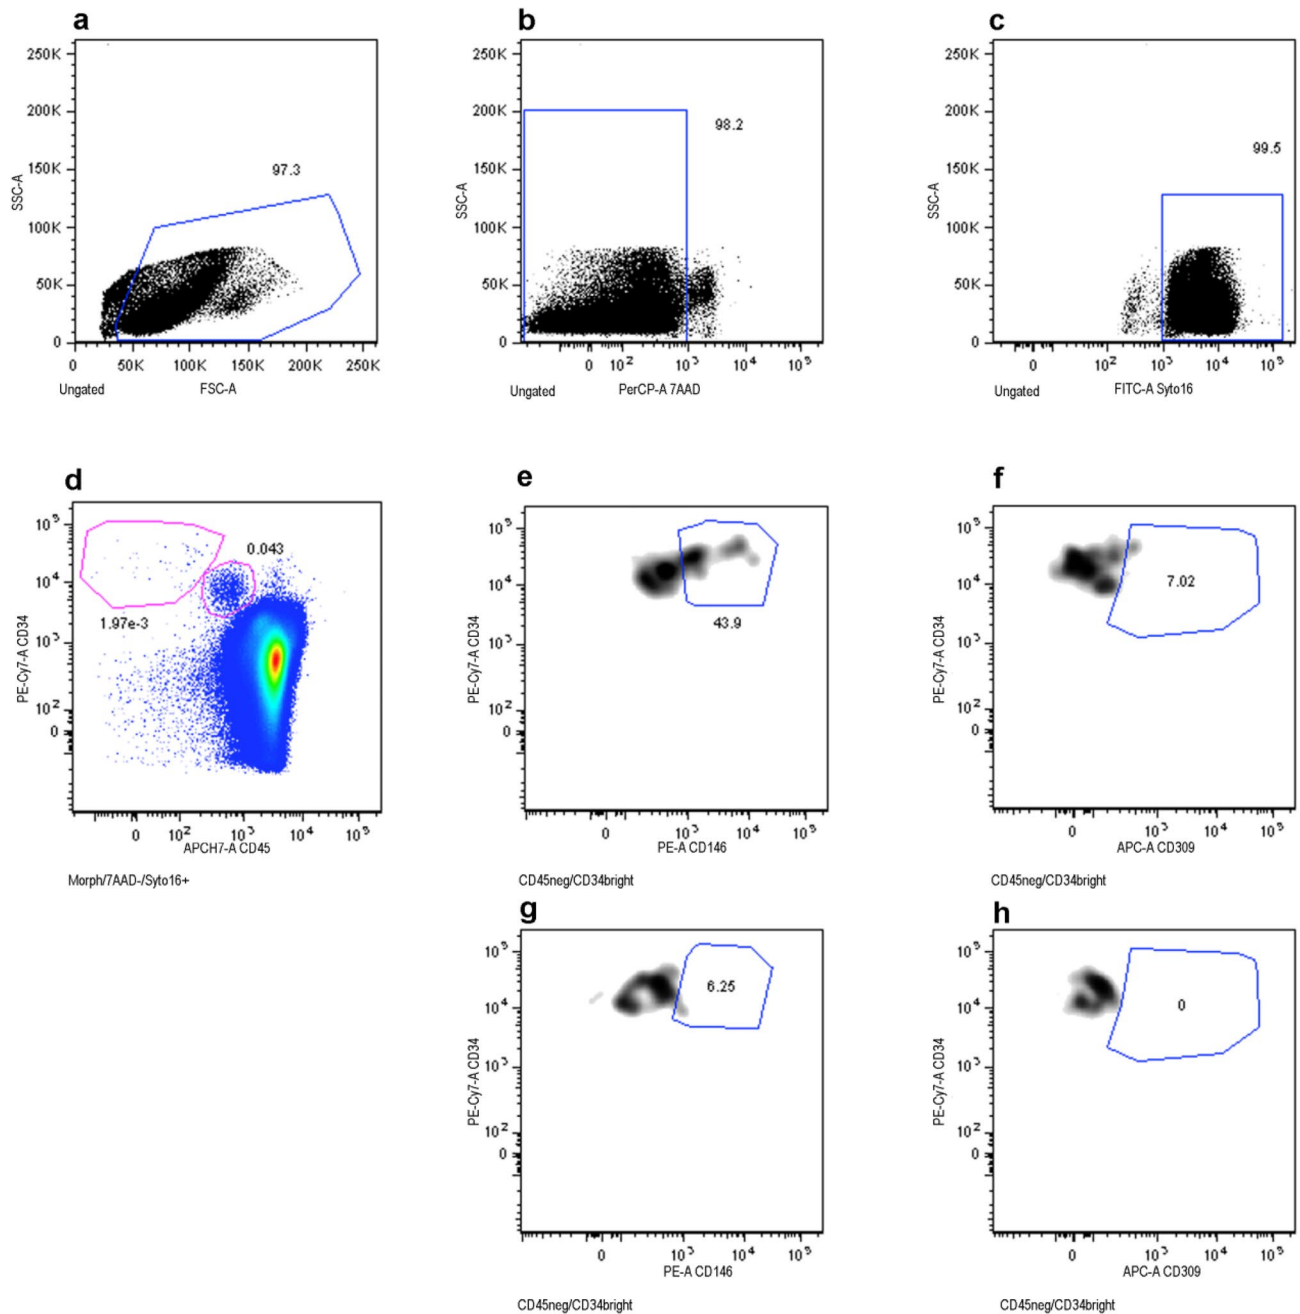 a
250K
200K
150K
100K
50K
0
SSC-A
97.3
0 50K 100K 150K 200K 250K
Ungated FSC-A
b
250K
200K
150K
100K
50K
0
SSC-A
98.2
0 10² 10³ 10⁴ 10⁵
Ungated PerCP-A 7AAD
c
250K
200K
150K
100K
50K
0
SSC-A
99.5
0 10² 10³ 10⁴ 10⁵
Ungated FITC-A Syto16
d
10⁵
10⁴
10³
10²
0
PE-Cy7-A CD34
0.043
1.97e-3
0 10² 10³ 10⁴ 10⁵
APCH7-A CD45
Morph/7AAD-/Syto16+
e
10⁵
10⁴
10³
10²
0
PE-Cy7-A CD34
43.9
0 10³ 10⁴ 10⁵
PE-A CD146
CD45neg/CD34bright
f
10⁵
10⁴
10³
10²
0
PE-Cy7-A CD34
7.02
0 10³ 10⁴ 10⁵
APC-A CD309
CD45neg/CD34bright
g
10⁵
10⁴
10³
10²
0
PE-Cy7-A CD34
6.25
0 10³ 10⁴ 10⁵
PE-A CD146
CD45neg/CD34bright
h
10⁵
10⁴
10³
10²
0
PE-Cy7-A CD34
0
0 10³ 10⁴ 10⁵
APC-A CD309
CD45neg/CD34bright